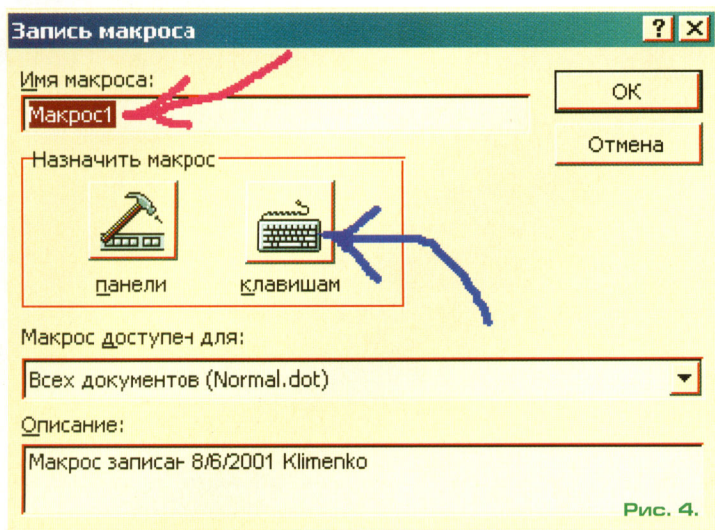 Запись макроса
Имя макроса:
Макрос1
OK
Отмена
Назначить макрос
панели
клавишам
Макрос доступен для:
Всех документов (Normal.dot)
Описание:
Макрос записан 8/6/2001 Klimenko
Рис. 4.